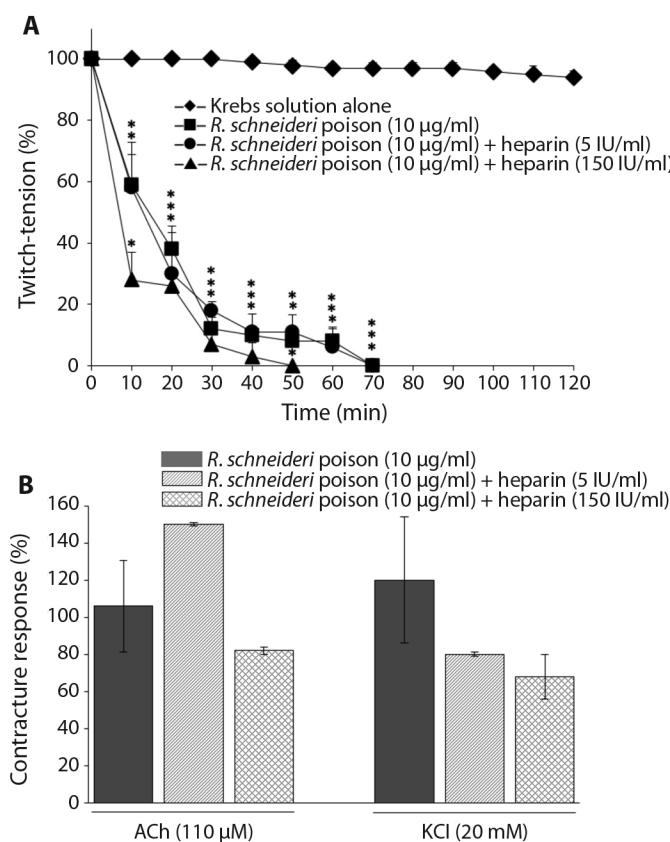 A
100
80
60
40
20
0
Twitch-tension (%)
Krebs solution alone
R. schneideri poison (10 µg/ml)
R. schneideri poison (10 µg/ml) + heparin (5 IU/ml)
R. schneideri poison (10 µg/ml) + heparin (150 IU/ml)
**
*
***
***
***
**
*
***
***
0 10 20 30 40 50 60 70 80 90 100 110 120
Time (min)
R. schneideri poison (10 µg/ml)
R. schneideri poison (10 µg/ml) + heparin (5 IU/ml)
R. schneideri poison (10 µg/ml) + heparin (150 IU/ml)
B
160
140
120
100
80
60
40
20
0
Contracture response (%)
ACh (110 µM) KCl (20 mM)